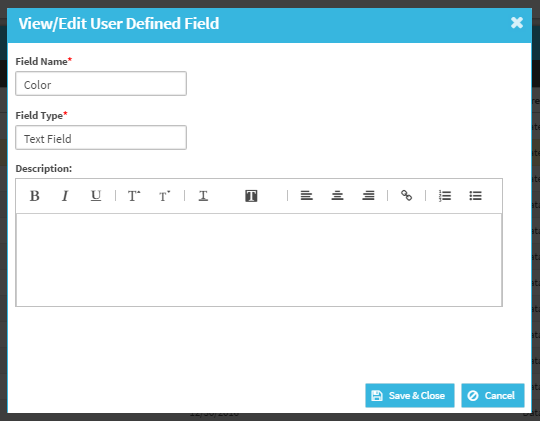 View/Edit User Defined Field
Field Name*
Color
Field Type*
Text Field
Description:
B I U T T T T
Save & Close Cancel